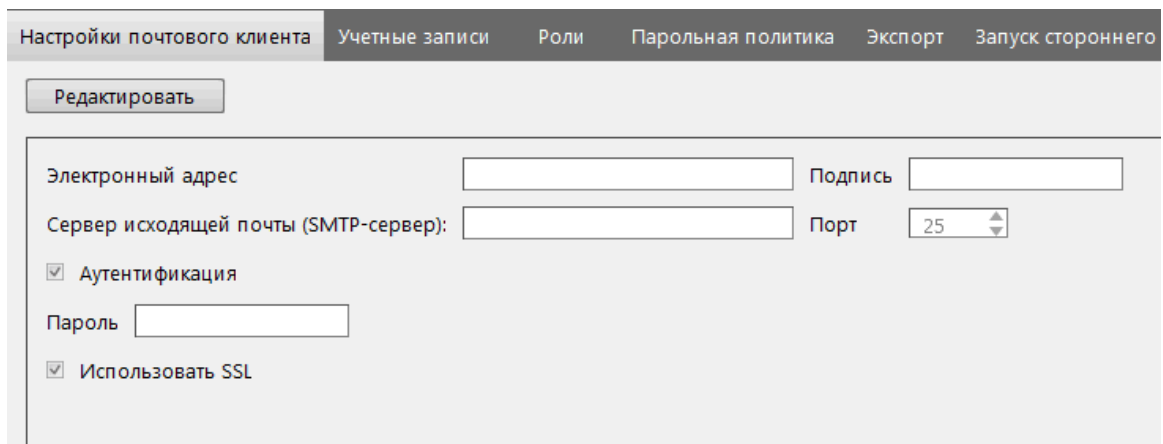 Настройки почтового клиента Учетные записи Роли Парольная политика Экспорт Запуск стороннего
Редактировать
Электронный адрес Подпись
Сервер исходящей почты (SMTP-сервер): Порт 25
Аутентификация
Пароль
Использовать SSL